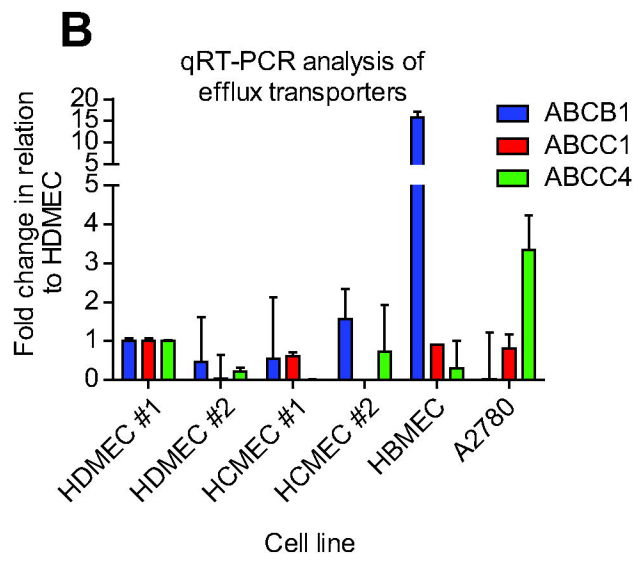 B
qRT-PCR analysis of
efflux transporters
Fold change in relation
to HDMEC
20
15
10
5
5
4
3
2
1
0
ABCB1
ABCC1
ABCC4
HDMEC #1
HDMEC #2
HCMEC #1
HCMEC #2
HBMEC
A2780
Cell line